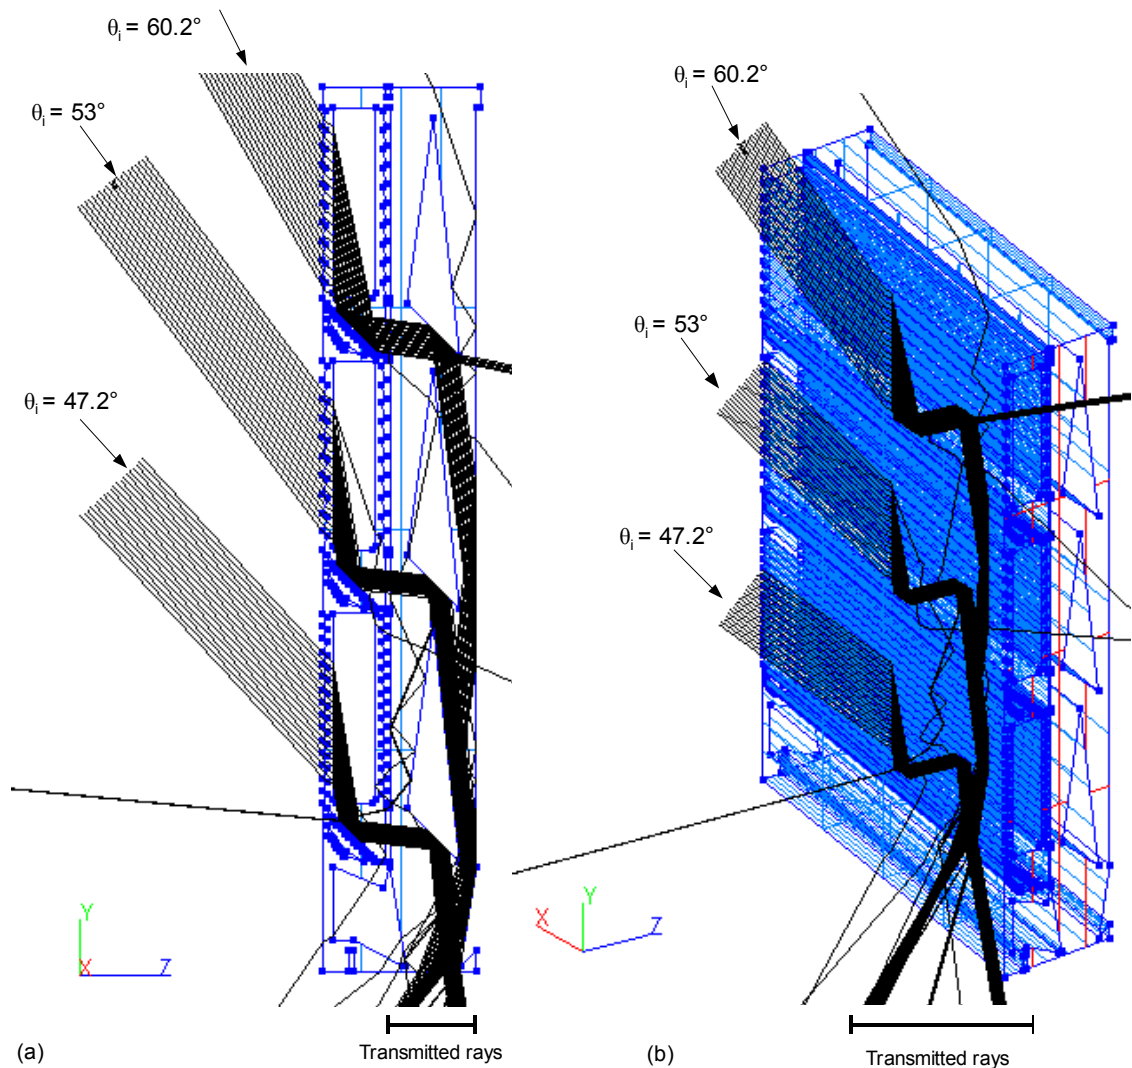 θi = 60.2°
θi = 53°
θi = 47.2°
Y
X
Z
(a)
Transmitted rays
θi = 60.2°
θi = 53°
θi = 47.2°
X
Y
Z
(b)
Transmitted rays